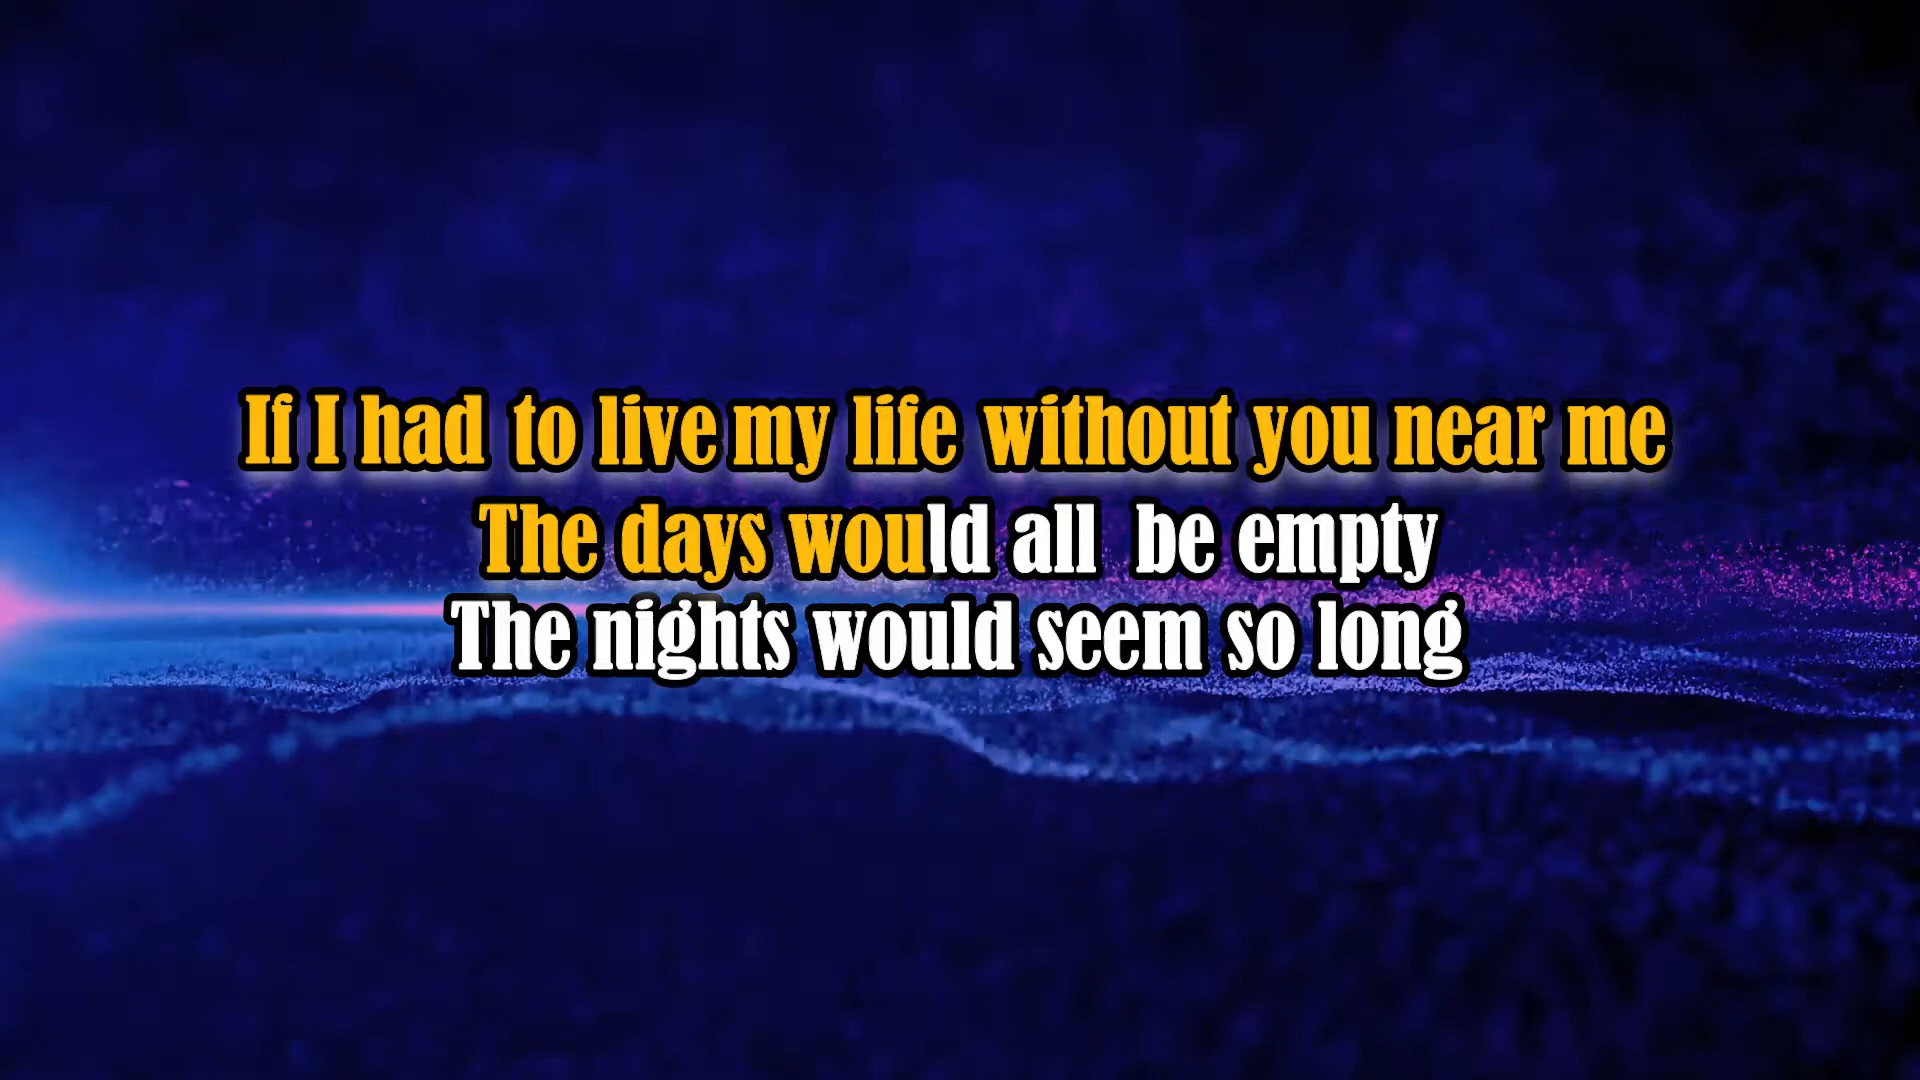 If I had to live my life without you near me
The days would all be empty
The nights would seem so long